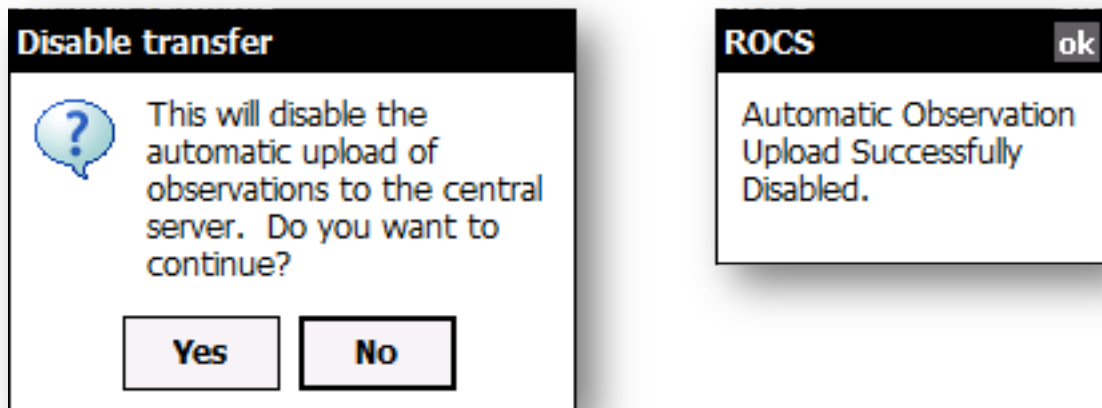 Disable transfer
This will disable the
automatic upload of
observations to the central
server.  Do you want to
continue?
Yes
No
ROCS
ok
Automatic Observation
Upload Successfully
Disabled.